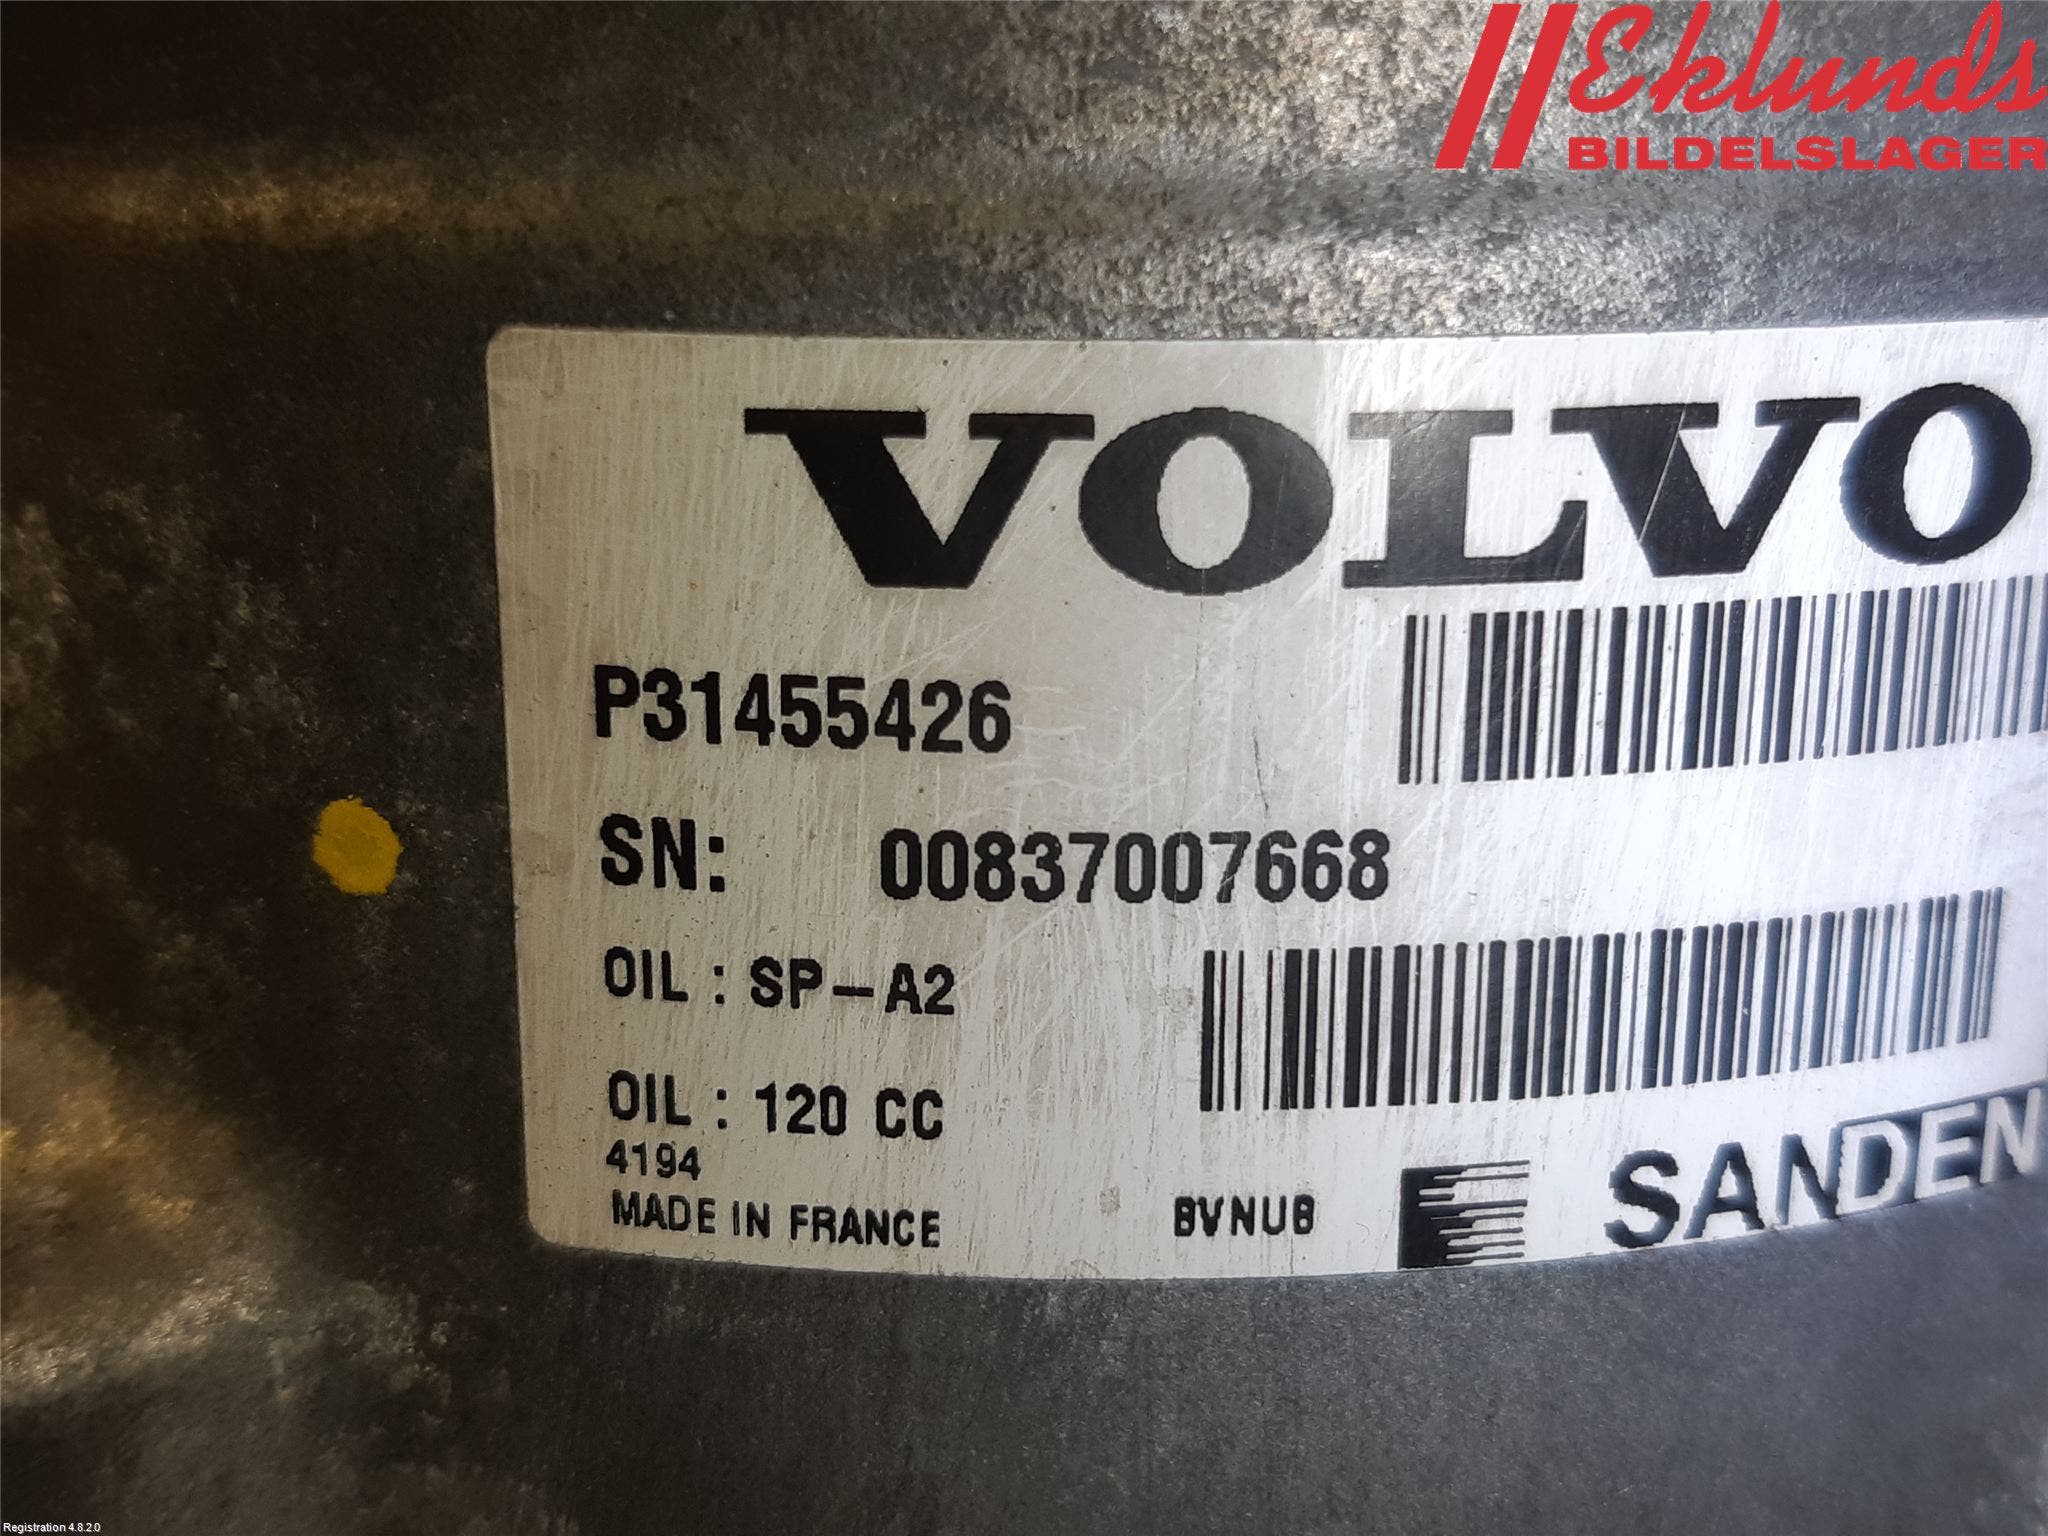 Eklunds
BILDELSLAGER
VOLVO
P31455426
SN: 00837007668
OIL : SP-A2
OIL : 120 CC
4194
MADE IN FRANCE BVNUB SANDEN
Registration 4.8.2.0